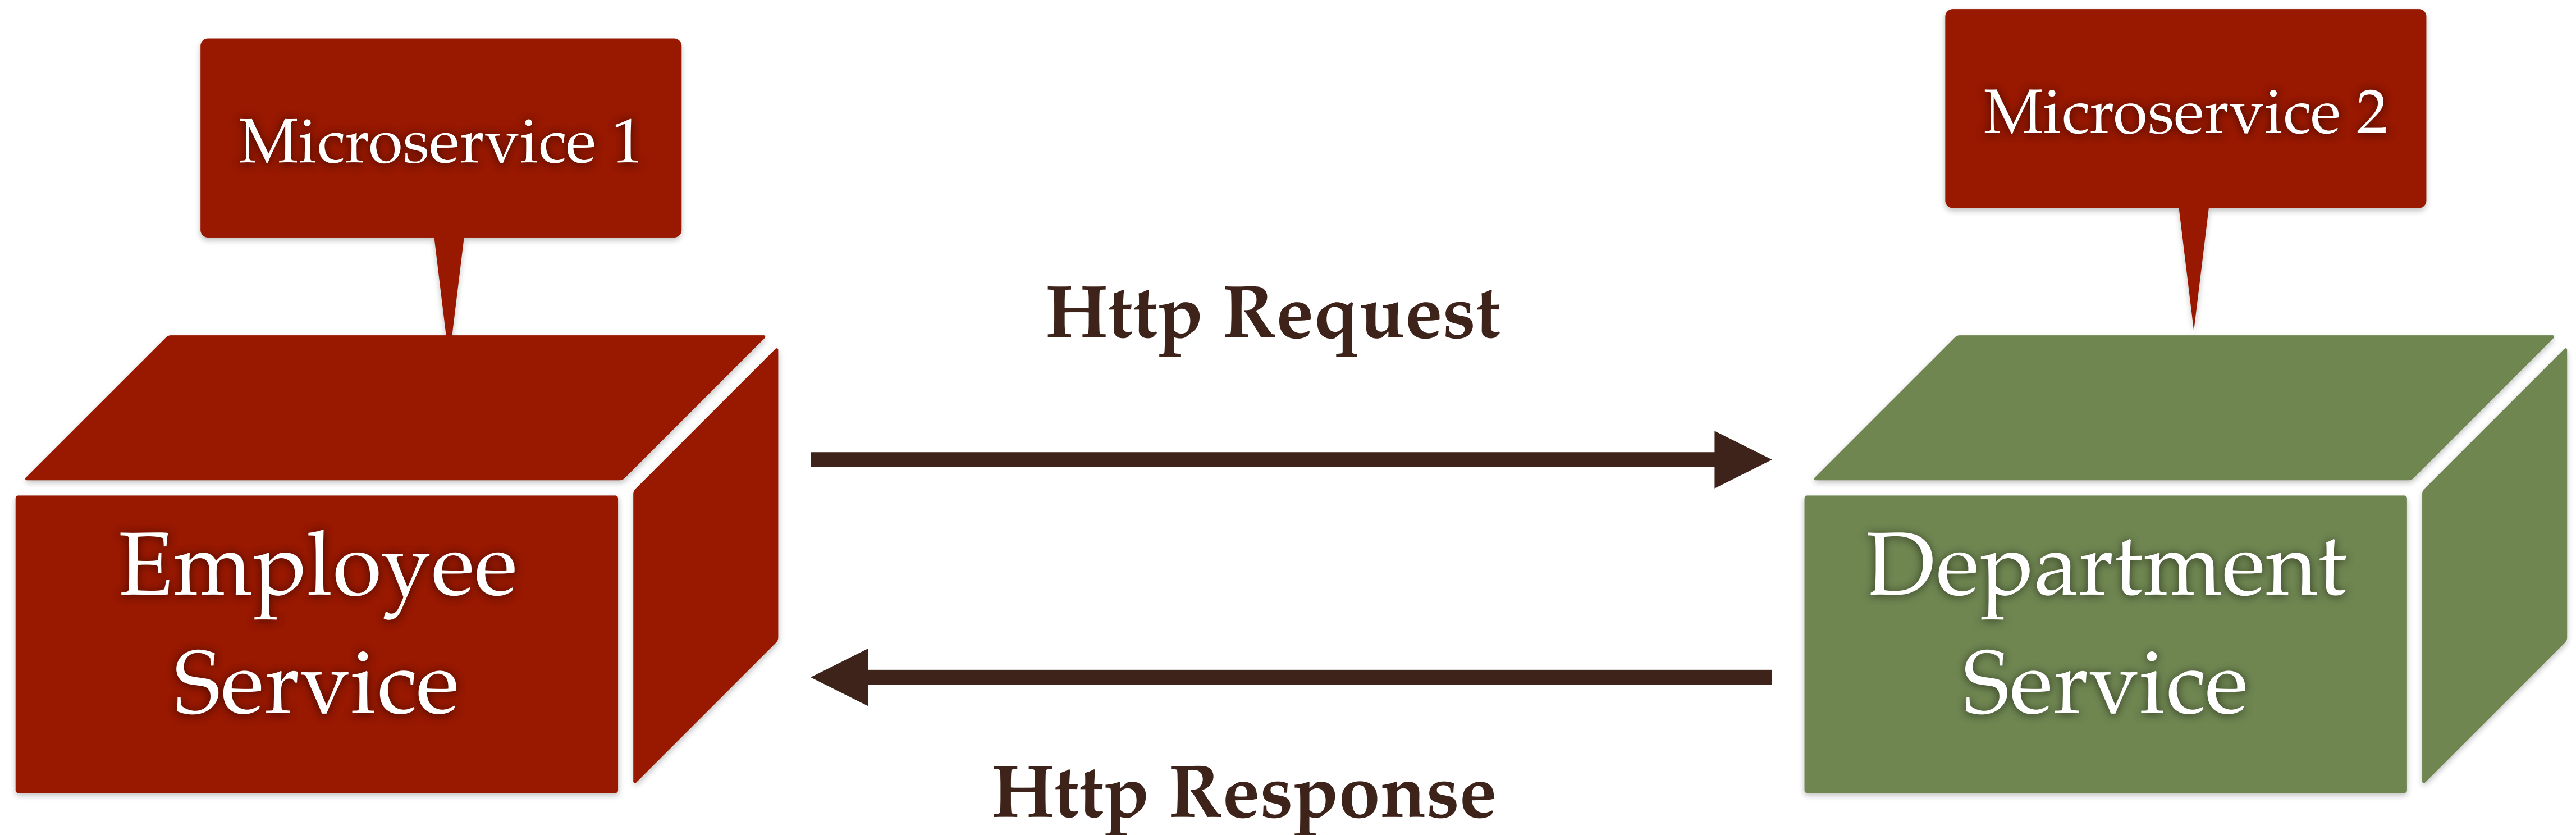 Microservice 1
Microservice 2
Http Request
Employee
Service
Department
Service
Http Response